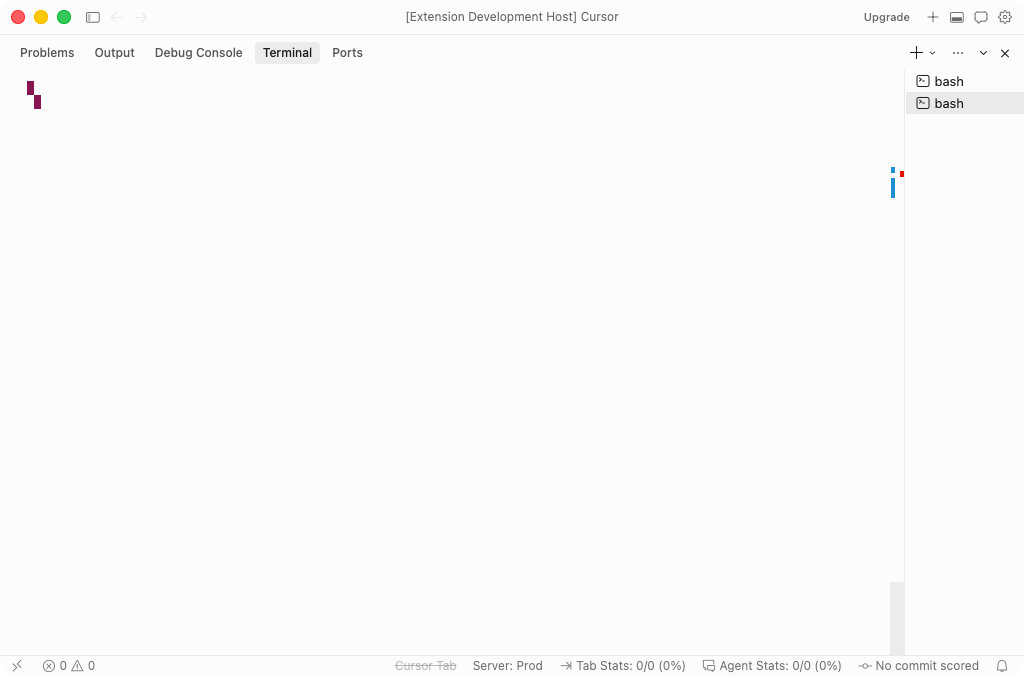 [Extension Development Host] Cursor
Upgrade
Problems
Output
Debug Console
Terminal
Ports
bash
bash
0
0
Cursor Tab
Server: Prod
Tab Stats: 0/0 (0%)
Agent Stats: 0/0 (0%)
No commit scored